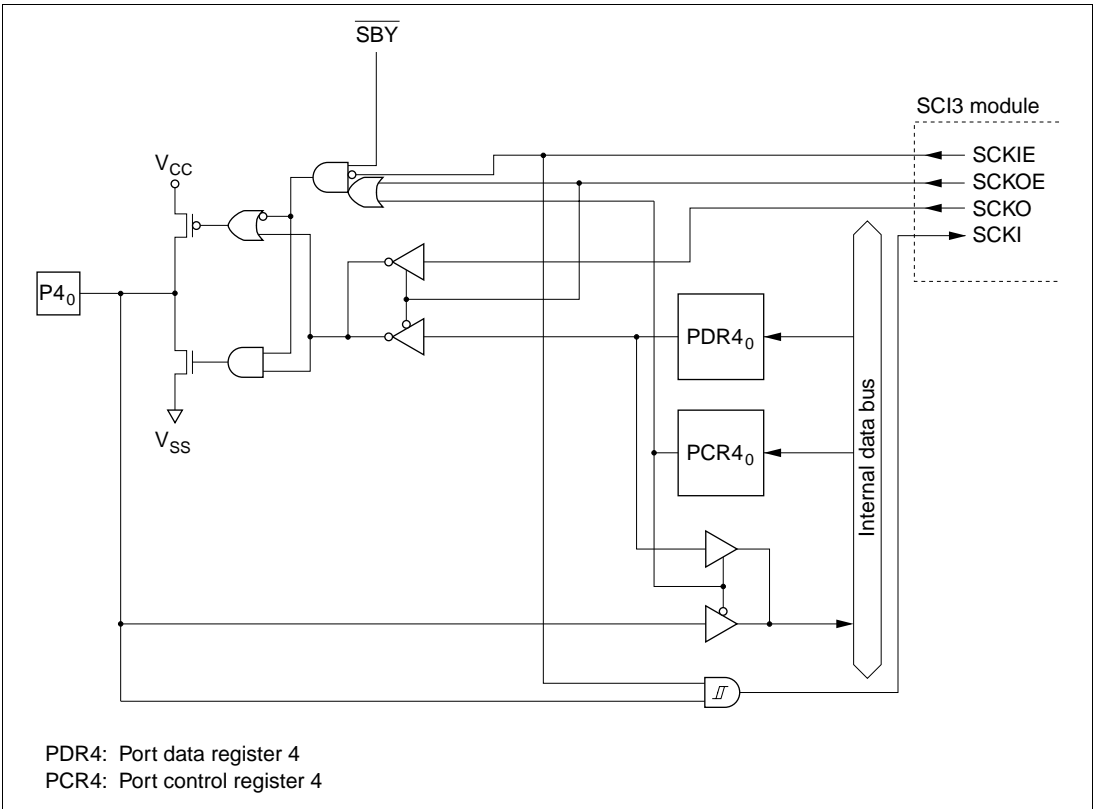 SBY
SCI3 module
VCC
SCKIE
SCKOE
SCKO
SCKI
P40
PDR40
PCR40
VSS
Internal data bus
PDR4: Port data register 4
PCR4: Port control register 4